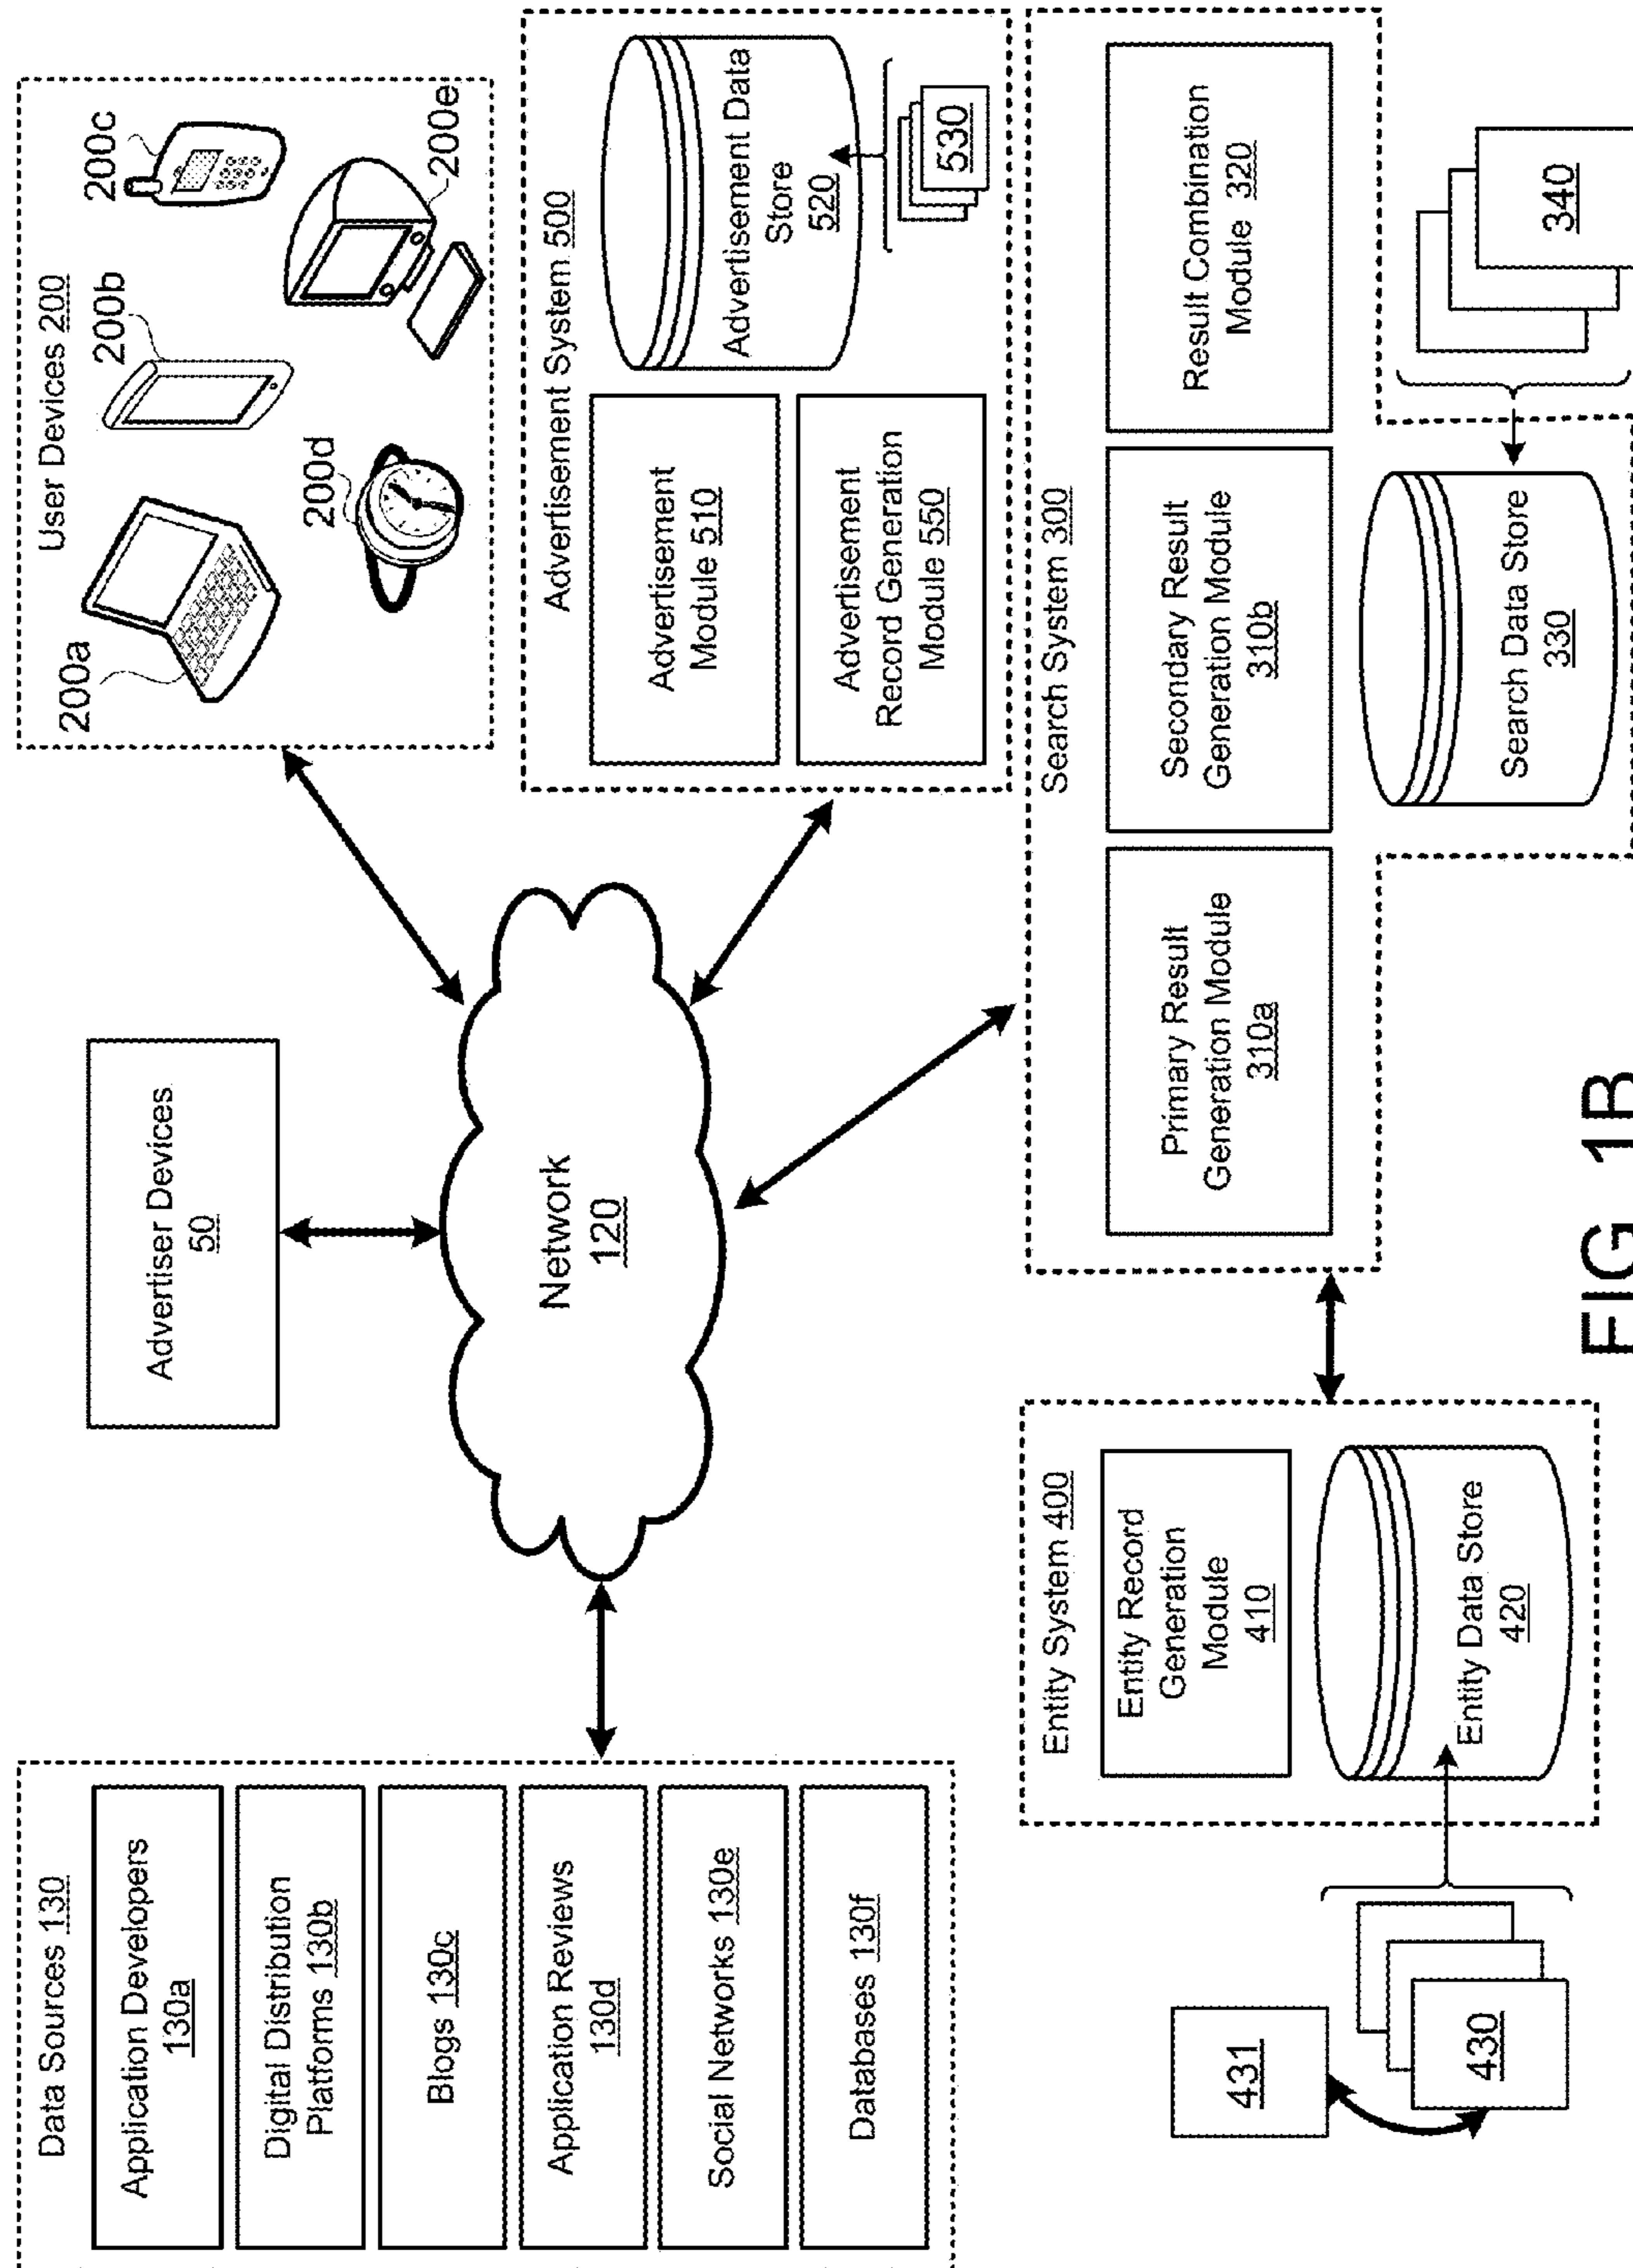 Data Sources 130
Application Developers
130a
Digital Distribution
Platforms 130b
Blogs 130c
Application Reviews
130d
Social Networks 130e
Databases 130f
Advertiser Devices
50
Network
120
User Devices 200
200a
200b
200c
200d
200e
Advertisement System 500
Advertisement
Module 510
Advertisement
Record Generation
Module 550
Advertisement Data
Store
520
530
Entity System 400
Entity Record
Generation
Module
410
Entity Data Store
420
431
430
Search System 300
Primary Result
Generation Module
310a
Secondary Result
Generation Module
310b
Result Combination
Module 320
Search Data Store
330
340
FIG. 1B